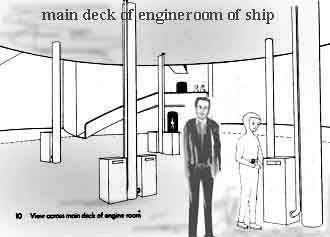 main deck of engineroom of ship
10 View across main deck of engine room